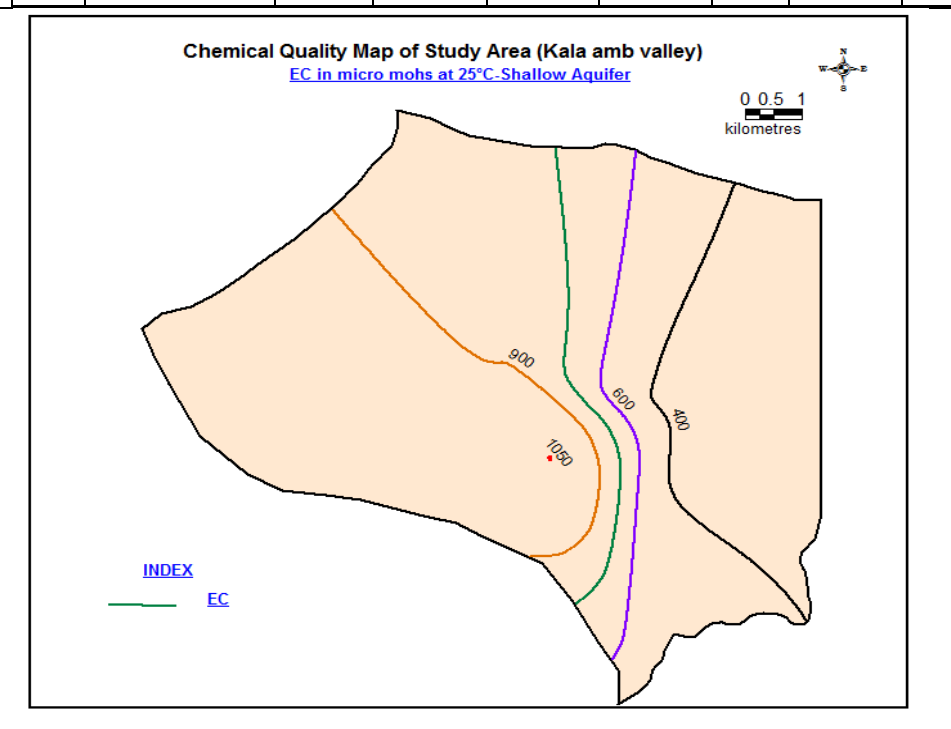 Chemical Quality Map of Study Area (Kala amb valley)
EC in micro mohs at 25°C-Shallow Aquifer
N
W E
S
0 0.5 1
kilometres
900
600
400
1050
INDEX
EC